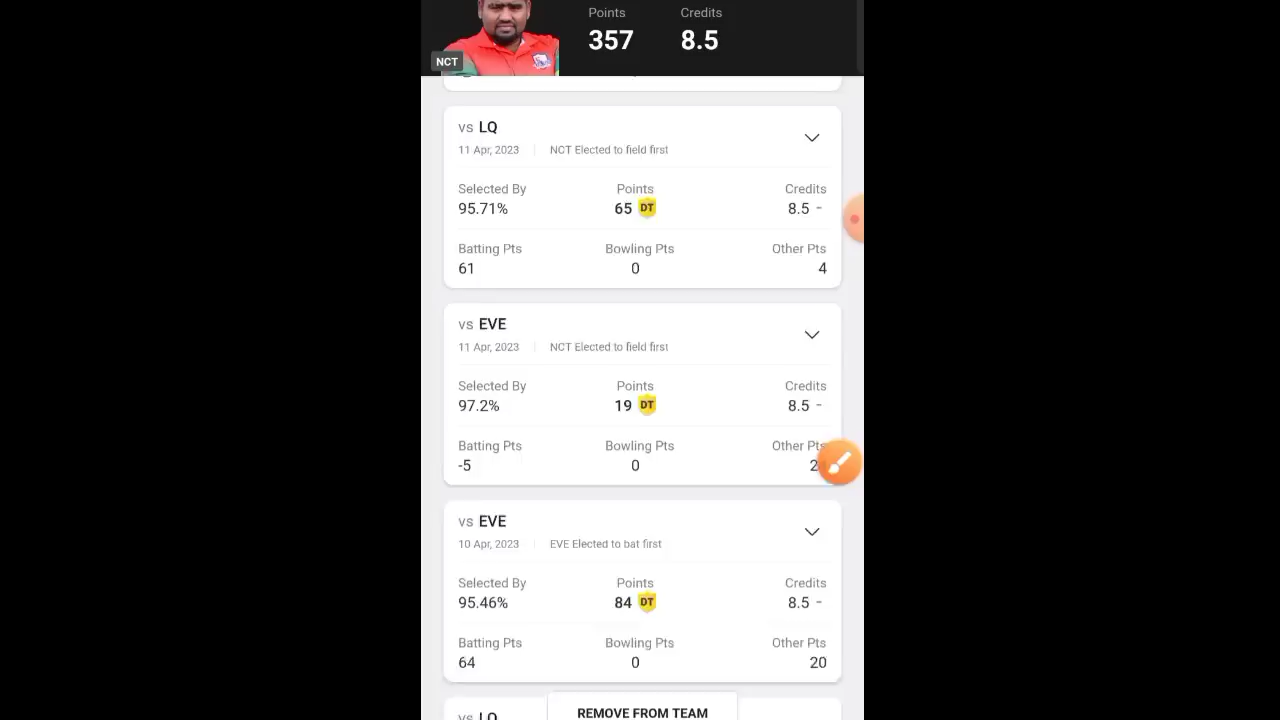 Points Credits
357 8.5
NCT
vs LQ
11 Apr, 2023 NCT Elected to field first
Selected By Points Credits
95.71% 65 DT 8.5 -
Batting Pts Bowling Pts Other Pts
61 0 4
vs EVE
11 Apr, 2023 NCT Elected to field first
Selected By Points Credits
97.2% 19 DT 8.5 -
Batting Pts Bowling Pts Other Pts
-5 0 2
vs EVE
10 Apr, 2023 EVE Elected to bat first
Selected By Points Credits
95.46% 84 DT 8.5 -
Batting Pts Bowling Pts Other Pts
64 0 20
vs LQ
REMOVE FROM TEAM